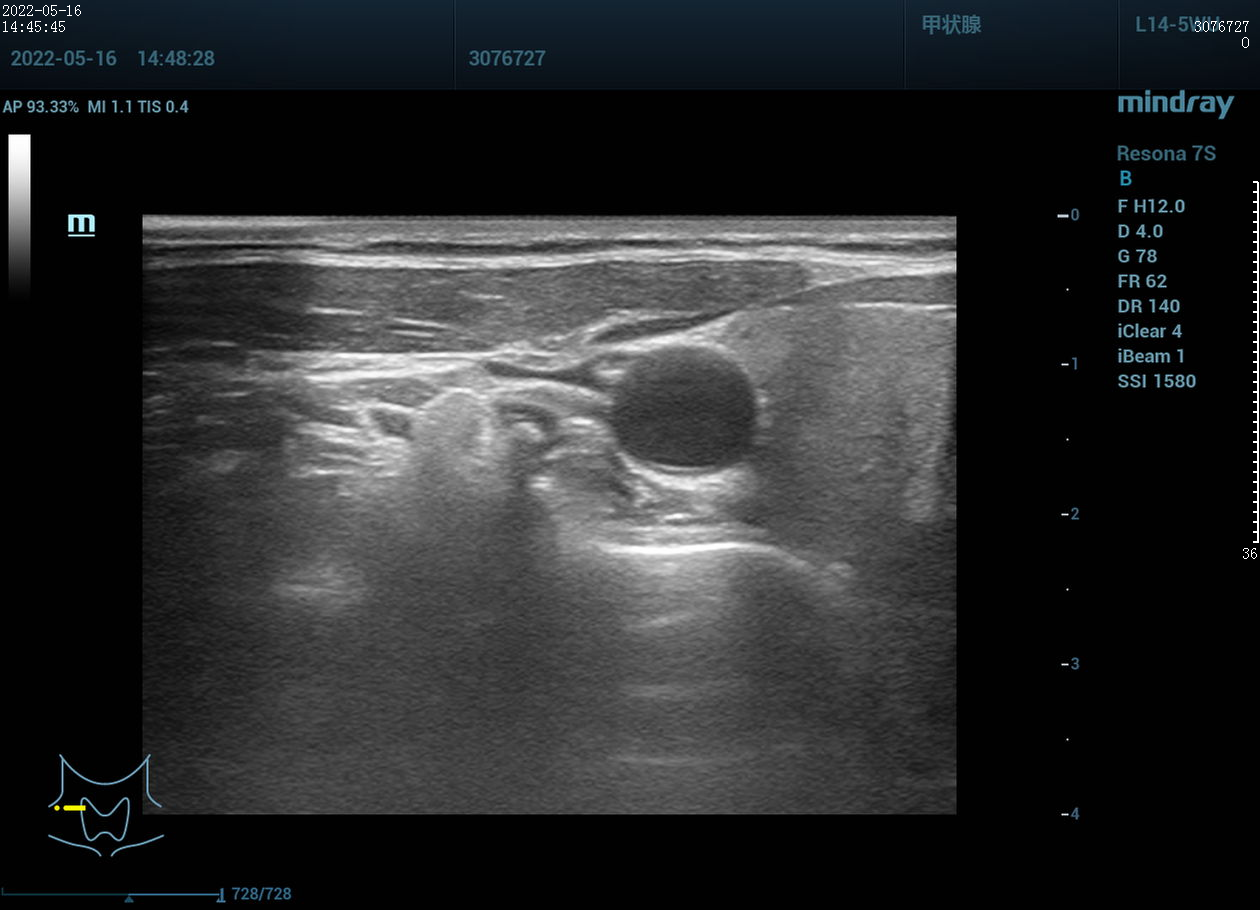 2022-05-16
14:45:45
2022-05-16 14:48:28
3076727
甲状腺
3076727
0
AP 93.33% MI 1.1 TIS 0.4
mindray
Resona 7S
B
F H12.0
D 4.0
G 78
FR 62
DR 140
iClear 4
iBeam 1
SSI 1580
m
0
1
2
3
4
36
728/728